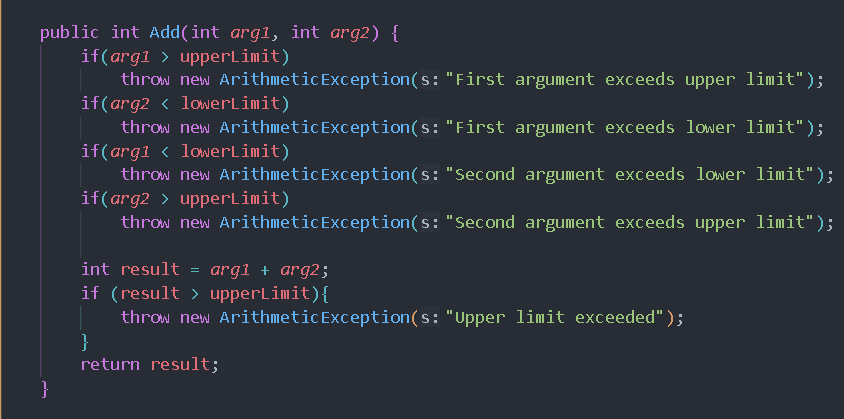 public int Add(int arg1, int arg2) {
if(arg1 > upperLimit)
throw new ArithmeticException(s:"First argument exceeds upper limit");
if(arg2 < lowerLimit)
throw new ArithmeticException(s:"First argument exceeds lower limit");
if(arg1 < lowerLimit)
throw new ArithmeticException(s:"Second argument exceeds lower limit");
if(arg2 > upperLimit)
throw new ArithmeticException(s:"Second argument exceeds upper limit");
int result = arg1 + arg2;
if (result > upperLimit){
throw new ArithmeticException(s:"Upper limit exceeded");
}
return result;
}